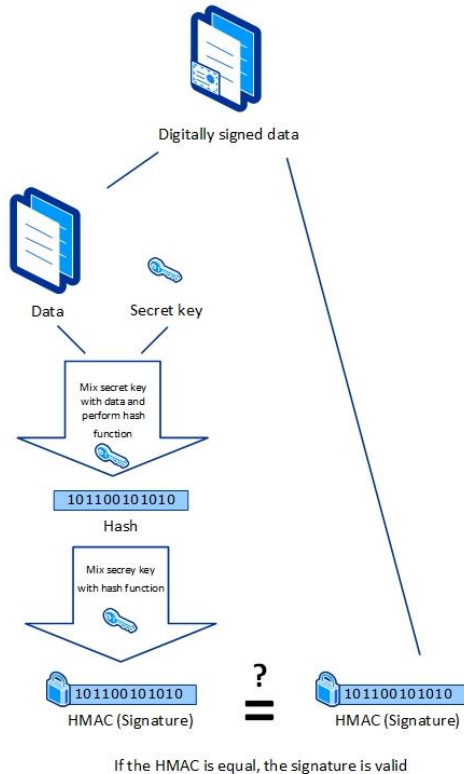 Digitally signed data
Data
Secret key
Mix secret key
with data and
perform hash
function
101100101010
Hash
Mix secrey key
with hash function
101100101010
HMAC (Signature)
?
=
101100101010
HMAC (Signature)
If the HMAC is equal, the signature is valid